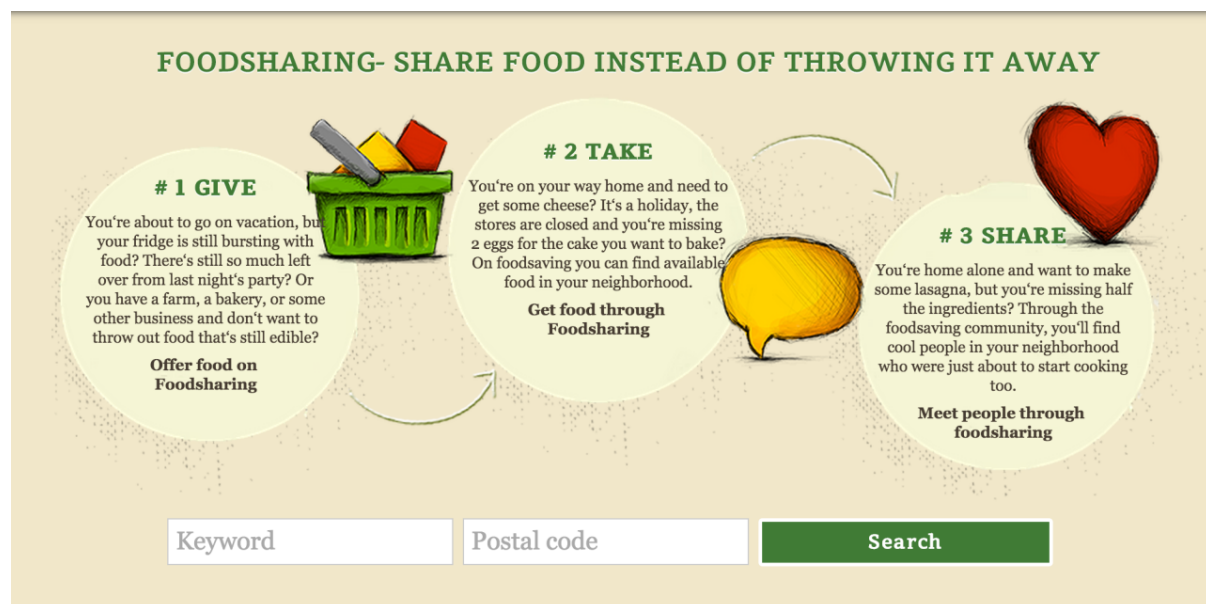 FOODSHARING- SHARE FOOD INSTEAD OF THROWING IT AWAY
# 1 GIVE
You‘re about to go on vacation, but
your fridge is still bursting with
food? There‘s still so much left
over from last night‘s party? Or
you have a farm, a bakery, or some
other business and don‘t want to
throw out food that‘s still edible?
Offer food on
Foodsharing
# 2 TAKE
You‘re on your way home and need to
get some cheese? It‘s a holiday, the
stores are closed and you‘re missing
2 eggs for the cake you want to bake?
On foodsaving you can find available
food in your neighborhood.
Get food through
Foodsharing
# 3 SHARE
You‘re home alone and want to make
some lasagna, but you‘re missing half
the ingredients? Through the
foodsaving community, you‘ll find
cool people in your neighborhood
who were just about to start cooking
too.
Meet people through
foodsharing
Keyword
Postal code
Search